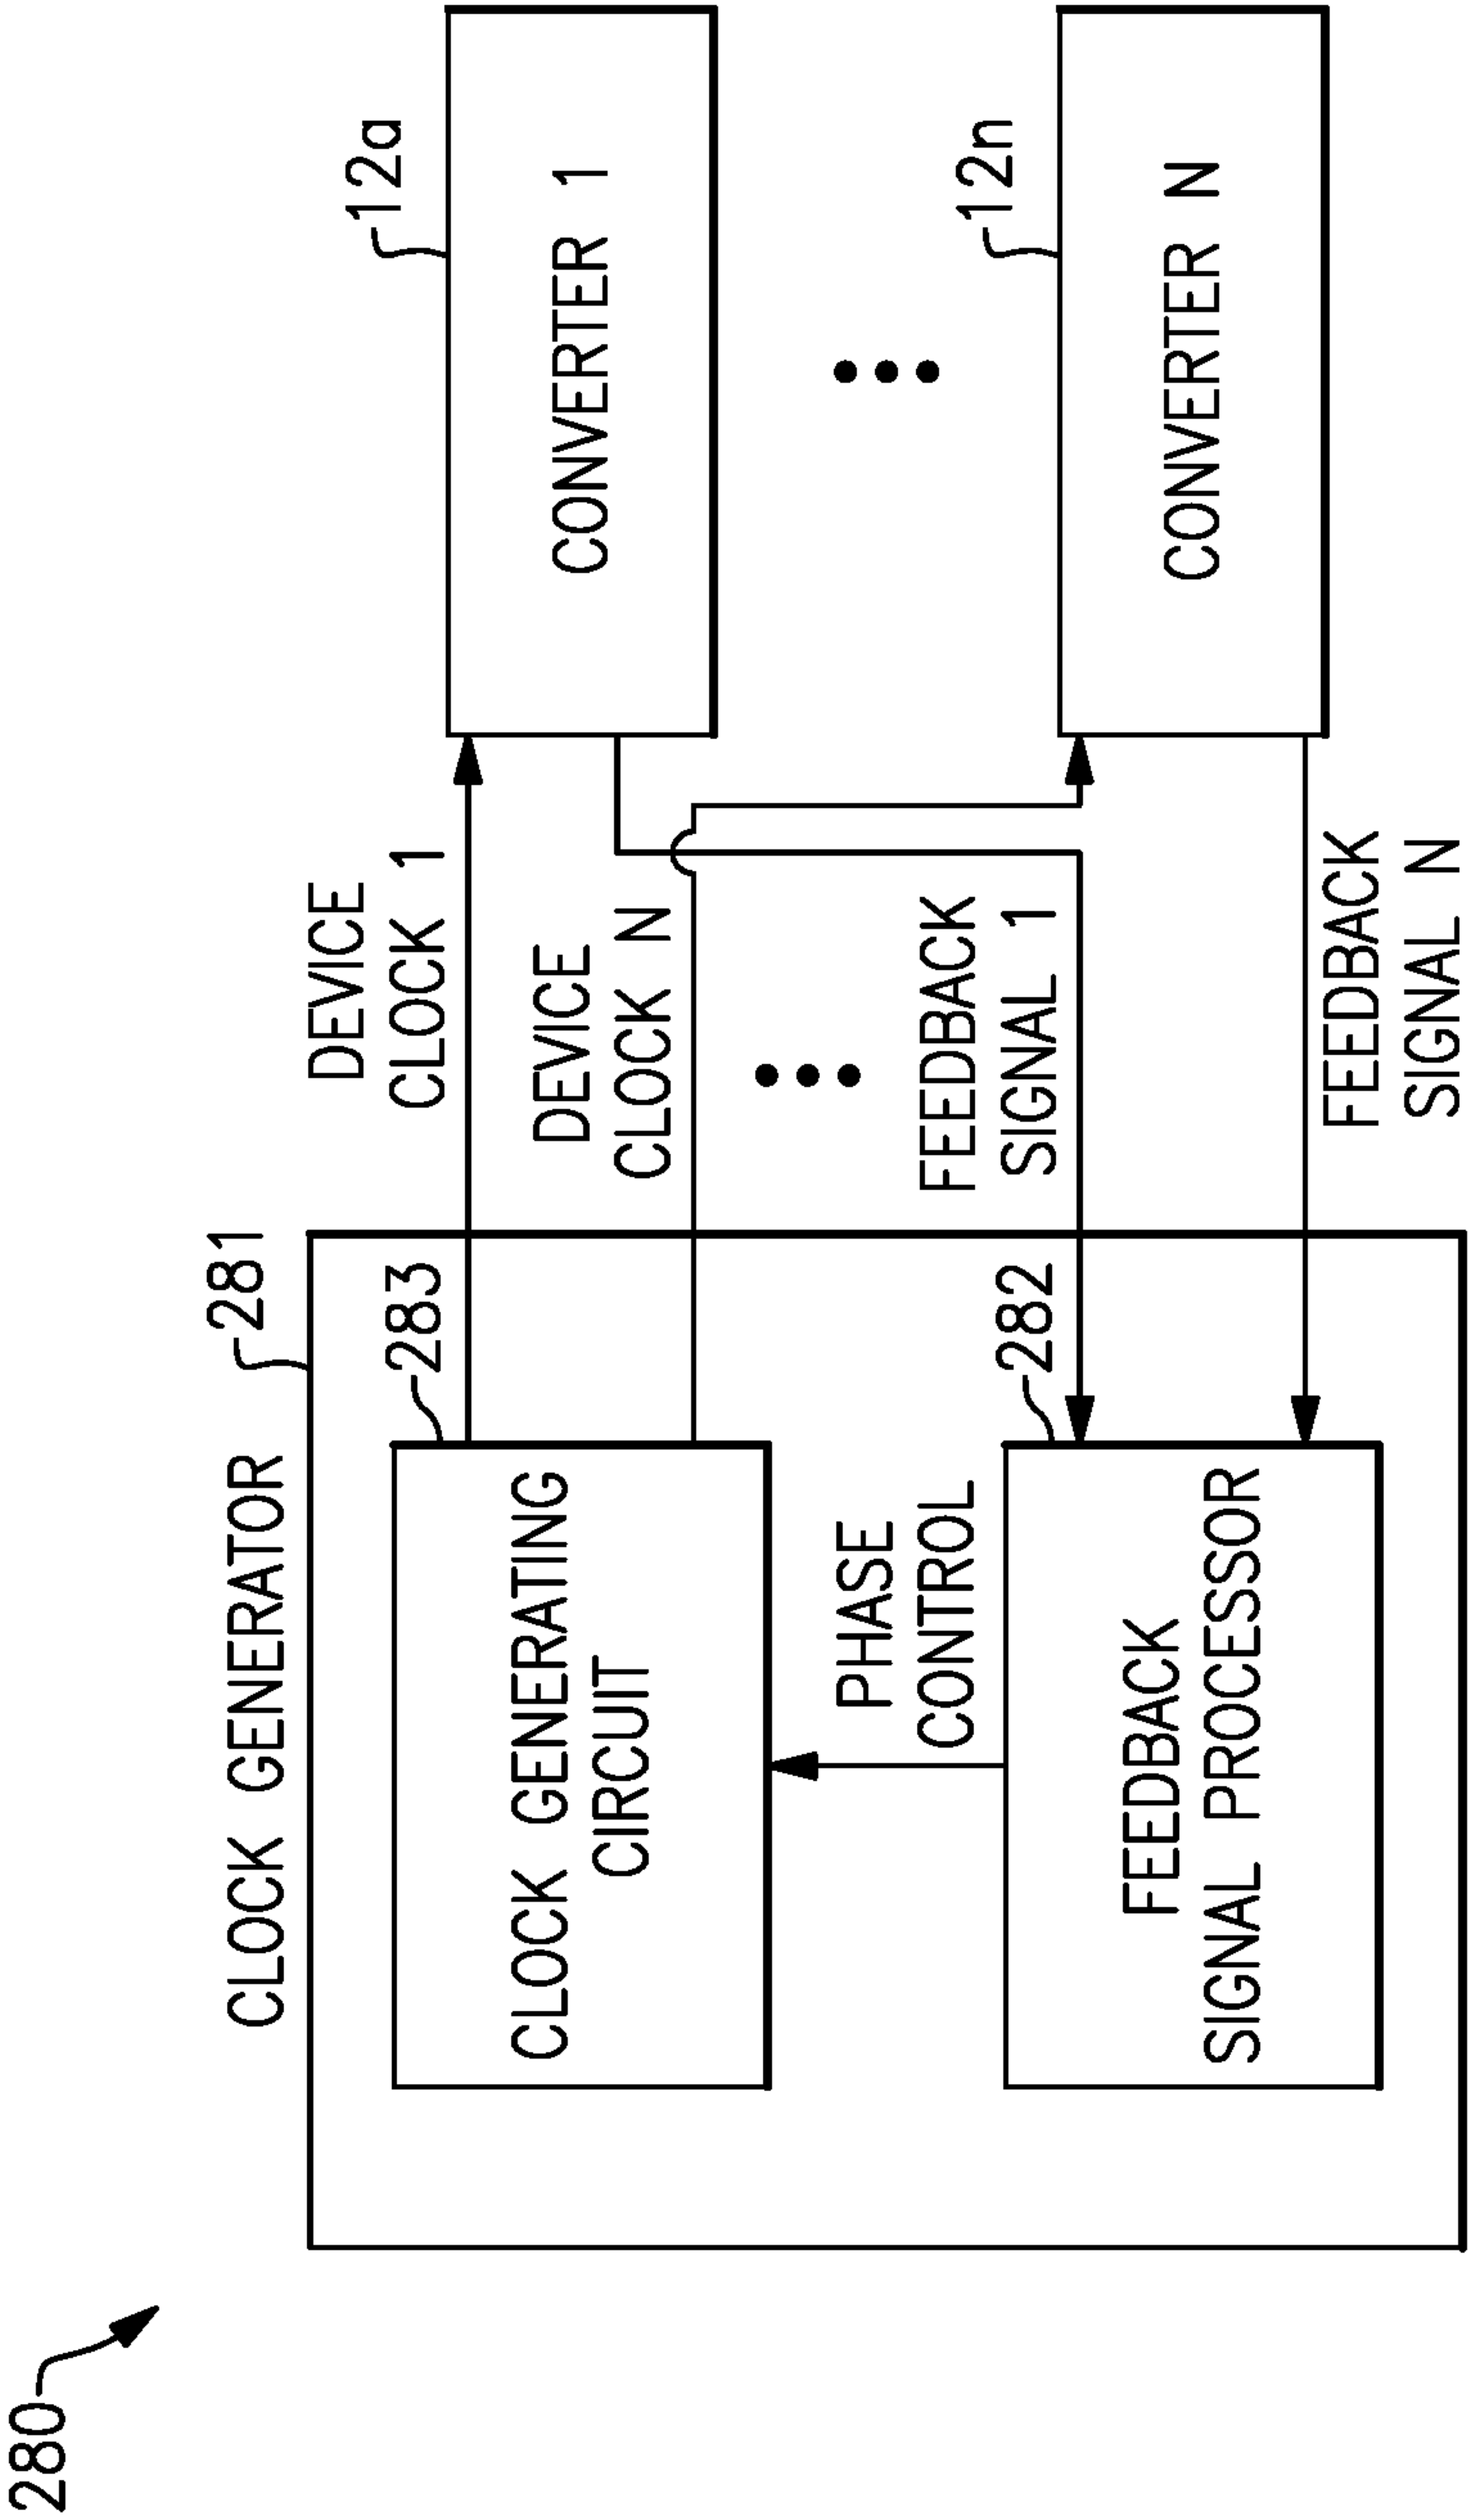 280
CLOCK GENERATOR
281
CLOCK GENERATING
CIRCUIT
283
PHASE
CONTROL
FEEDBACK
SIGNAL PROCESSOR
282
DEVICE
CLOCK 1
DEVICE
CLOCK N
FEEDBACK
SIGNAL 1
FEEDBACK
SIGNAL N
12a
CONVERTER 1
12n
CONVERTER N